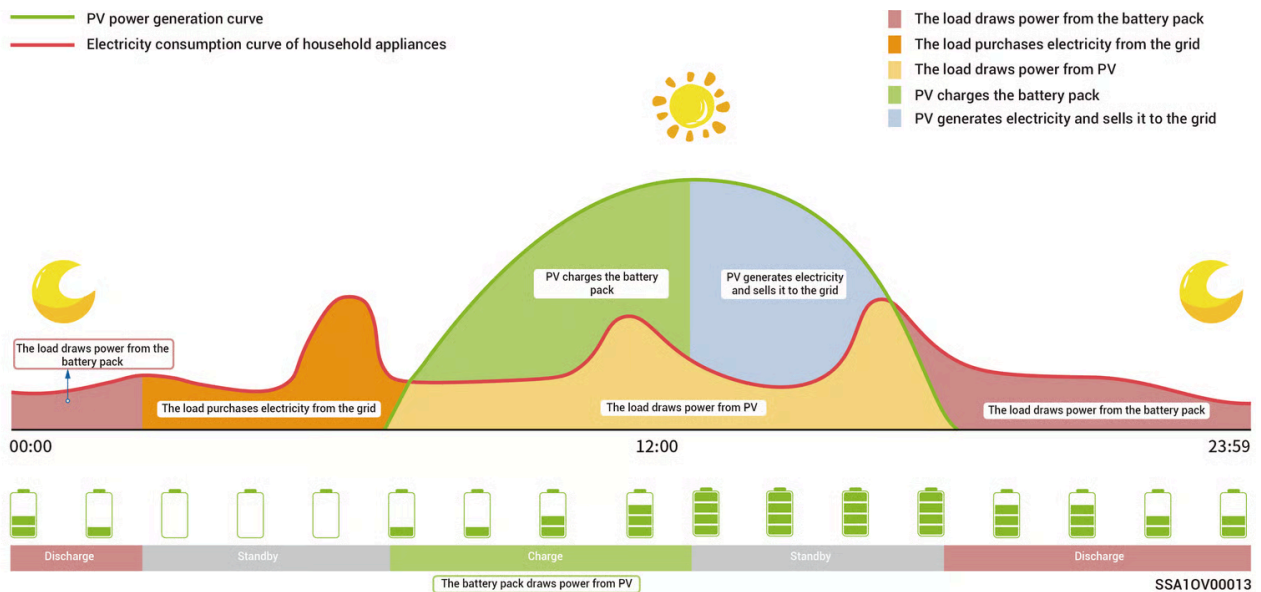 PV power generation curve
Electricity consumption curve of household appliances
The load draws power from the battery pack
The load purchases electricity from the grid
The load draws power from PV
PV charges the battery pack
PV generates electricity and sells it to the grid
PV charges the battery
pack
PV generates electricity
and sells it to the grid
The load draws power from the
battery pack
The load purchases electricity from the grid
The load draws power from PV
The load draws power from the battery pack
00:00
12:00
23:59
Discharge
Standby
Charge
Standby
Discharge
The battery pack draws power from PV
SSA1OV00013